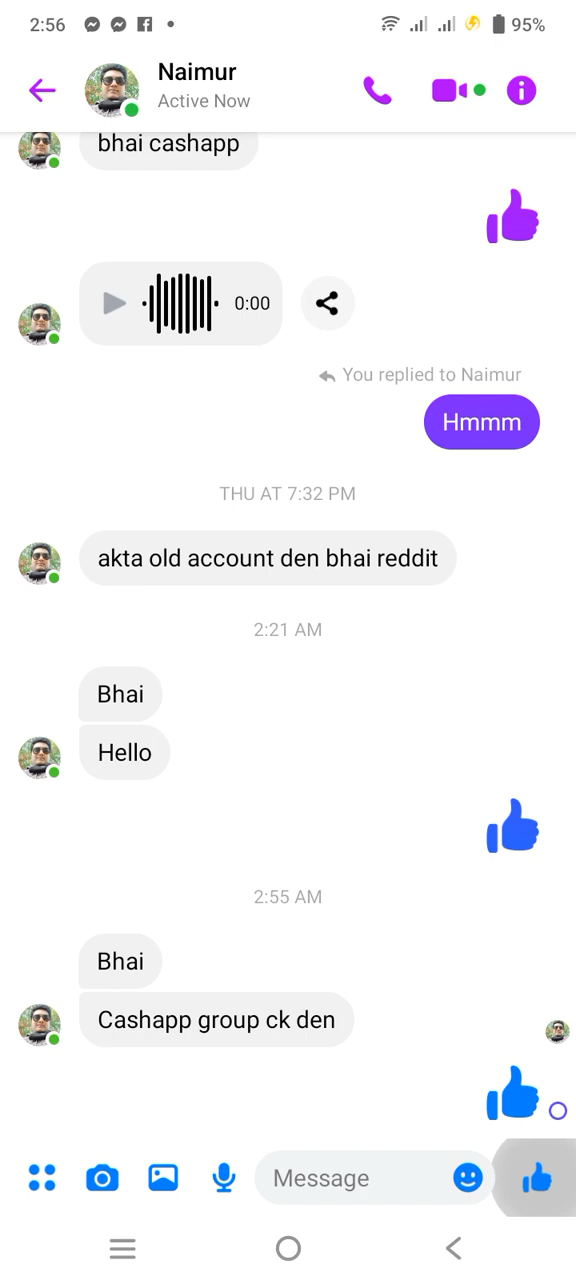 2:56
95%
Naimur
Active Now
bhai cashapp
0:00
You replied to Naimur
Hmmm
THU AT 7:32 PM
akta old account den bhai reddit
2:21 AM
Bhai
Hello
2:55 AM
Bhai
Cashapp group ck den
Message